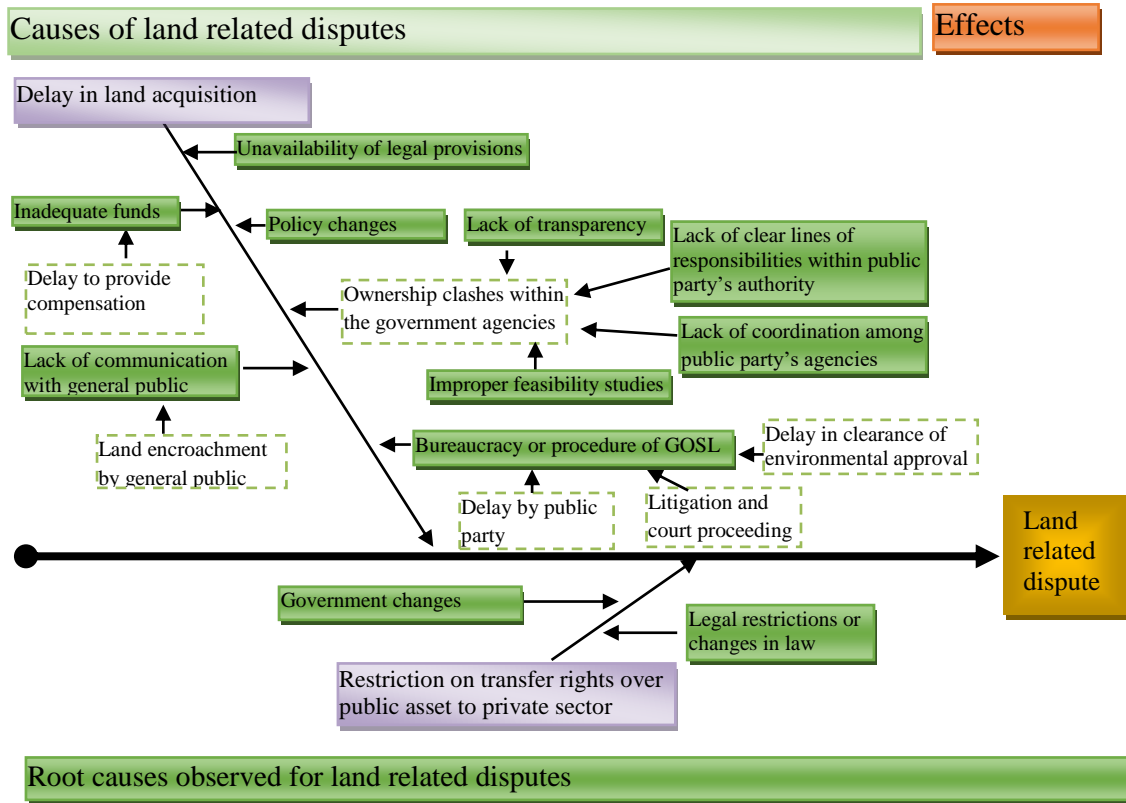 Causes of land related disputes
Effects
Delay in land acquisition
Unavailability of legal provisions
Inadequate funds
Policy changes
Lack of transparency
Lack of clear lines of
responsibilities within public
party's authority
Delay to provide
compensation
Ownership clashes within
the government agencies
Lack of coordination among
public party's agencies
Lack of communication
with general public
Improper feasibility studies
Land encroachment
by general public
Bureaucracy or procedure of GOSL
Delay in clearance of
environmental approval
Delay by public
party
Litigation and
court proceeding
Land
related
dispute
Government changes
Legal restrictions or
changes in law
Restriction on transfer rights over
public asset to private sector
Root causes observed for land related disputes